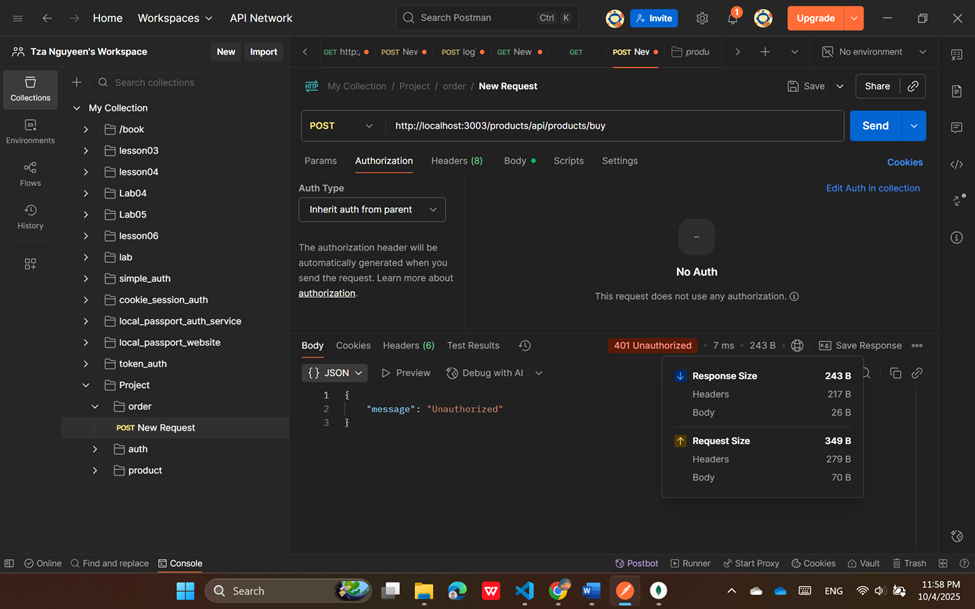 Home Workspaces API Network Search Postman Ctrl K Invite 1 Upgrade
Tza Nguyeen's Workspace New Import GET http:, POST Nev POST log GET New GET POST Nev produ No environment
Collections
Environments
Flows
History
Search collections
My Collection
/book
lesson03
lesson04
Lab04
Lab05
lesson06
lab
simple_auth
cookie_session_auth
local_passport_auth_service
local_passport_website
token_auth
Project
order
POST New Request
auth
product
HTTP My Collection / Project / order / New Request Save Share
POST http://localhost:3003/products/api/products/buy Send
Params Authorization Headers (8) Body Scripts Settings Cookies
Auth Type
Inherit auth from parent
The authorization header will be
automatically generated when you
send the request. Learn more about
authorization.
Edit Auth in collection
No Auth
This request does not use any authorization.
Body Cookies Headers (6) Test Results 401 Unauthorized 7 ms 243 B Save Response
{} JSON Preview Debug with AI
1 {
2 "message": "Unauthorized"
3 }
Response Size 243 B
Headers 217 B
Body 26 B
Request Size 349 B
Headers 279 B
Body 70 B
Online Find and replace Console Postbot Runner Start Proxy Cookies Vault Trash
Search ENG 11:58 PM
10/4/2025